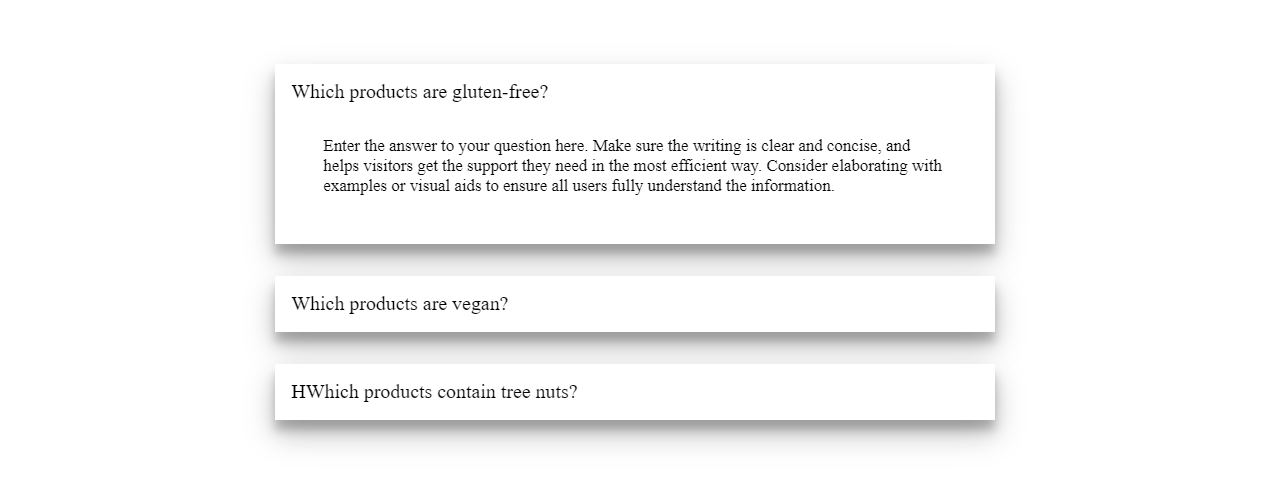 Which products are gluten-free?
Enter the answer to your question here. Make sure the writing is clear and concise, and
helps visitors get the support they need in the most efficient way. Consider elaborating with
examples or visual aids to ensure all users fully understand the information.
Which products are vegan?
HWhich products contain tree nuts?